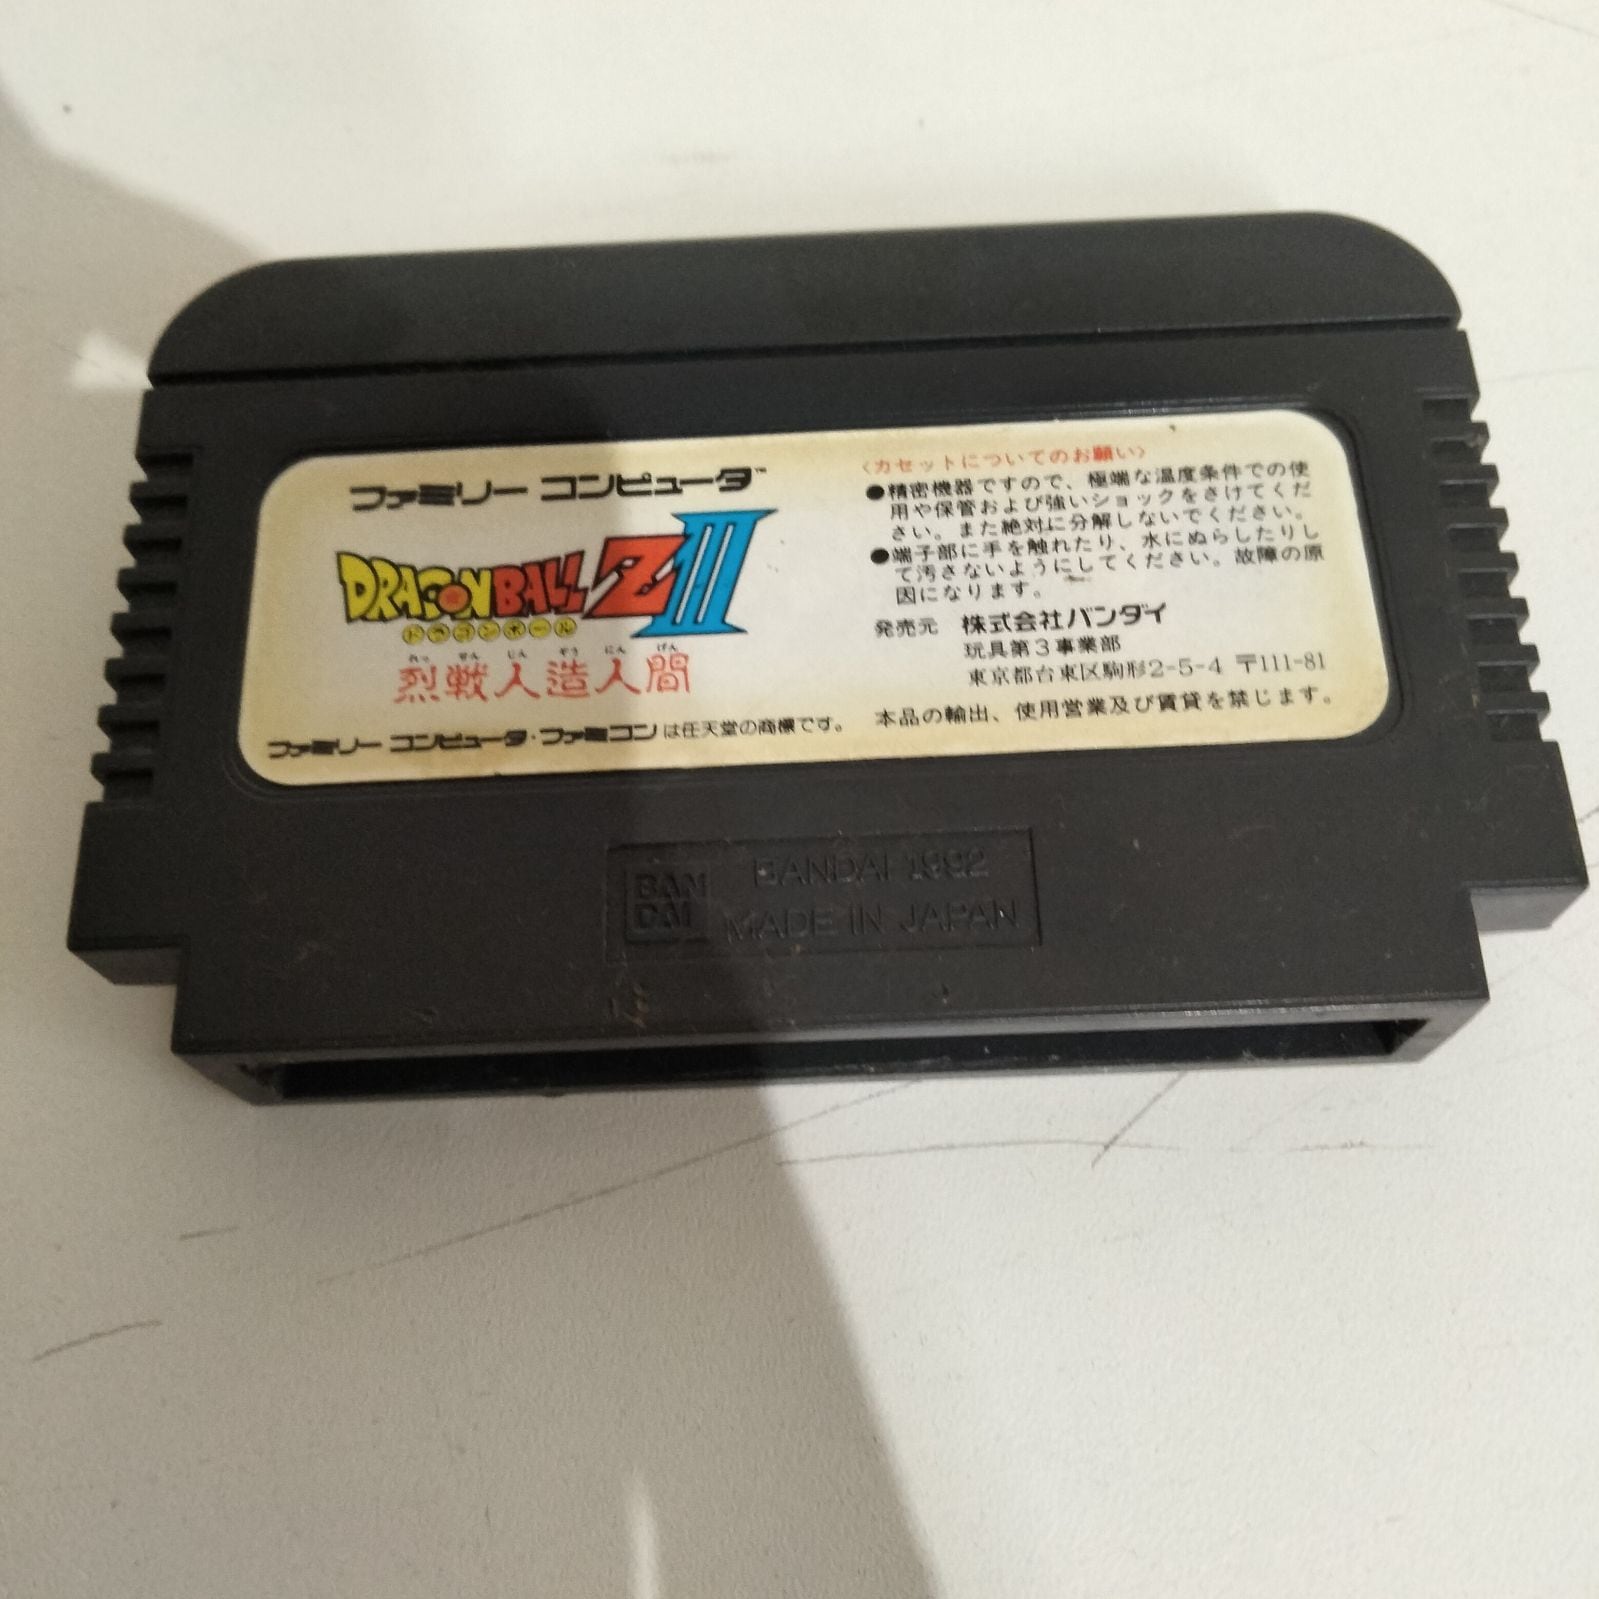 ファミリー コンピュータ™
DRAGON BALL Z III
ドラゴンボール
れっ せん じん ぞう にん げん
烈戦人造人間
ファミリー コンピュータ・ファミコンは任天堂の商標です。
〈カセットについてのお願い〉
●精密機器ですので、極端な温度条件での使
用や保管および強いショックをさけてくだ
さい。また絶対に分解しないでください。
●端子部に手を触れたり、水にぬらしたりし
て汚さないようにしてください。故障の原
因になります。
発売元 株式会社バンダイ
玩具第3事業部
東京都台東区駒形2-5-4 〒111-81
本品の輸出、使用営業及び賃貸を禁じます。
BAN
DAI
BANDAI 1992
MADE IN JAPAN